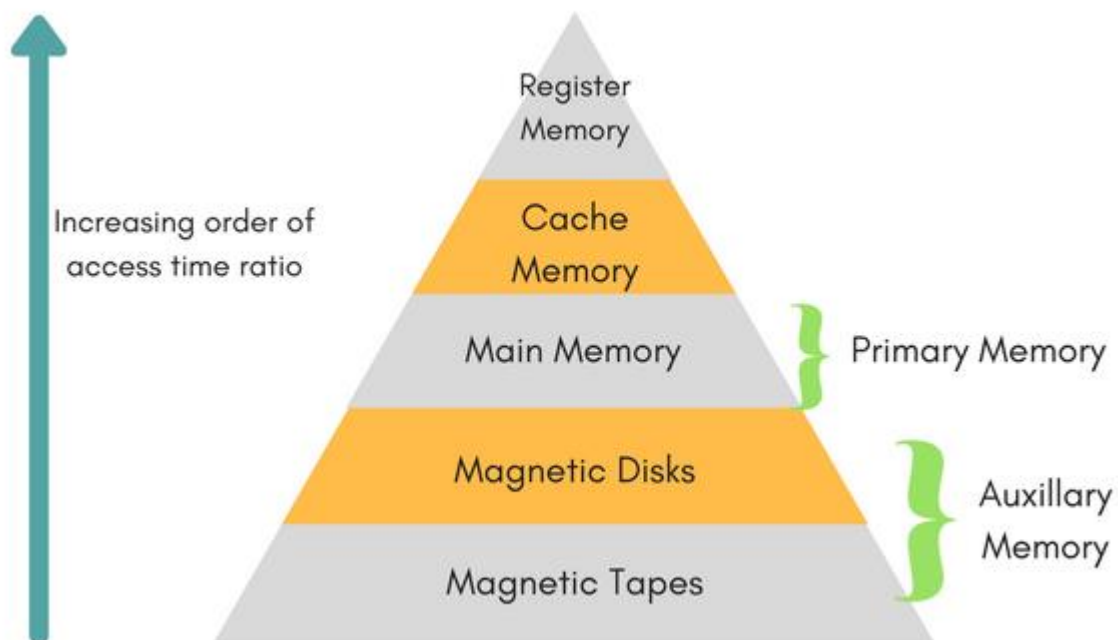 Register
Memory
Increasing order of
access time ratio
Cache
Memory
Main Memory
Primary Memory
Magnetic Disks
Auxillary
Memory
Magnetic Tapes